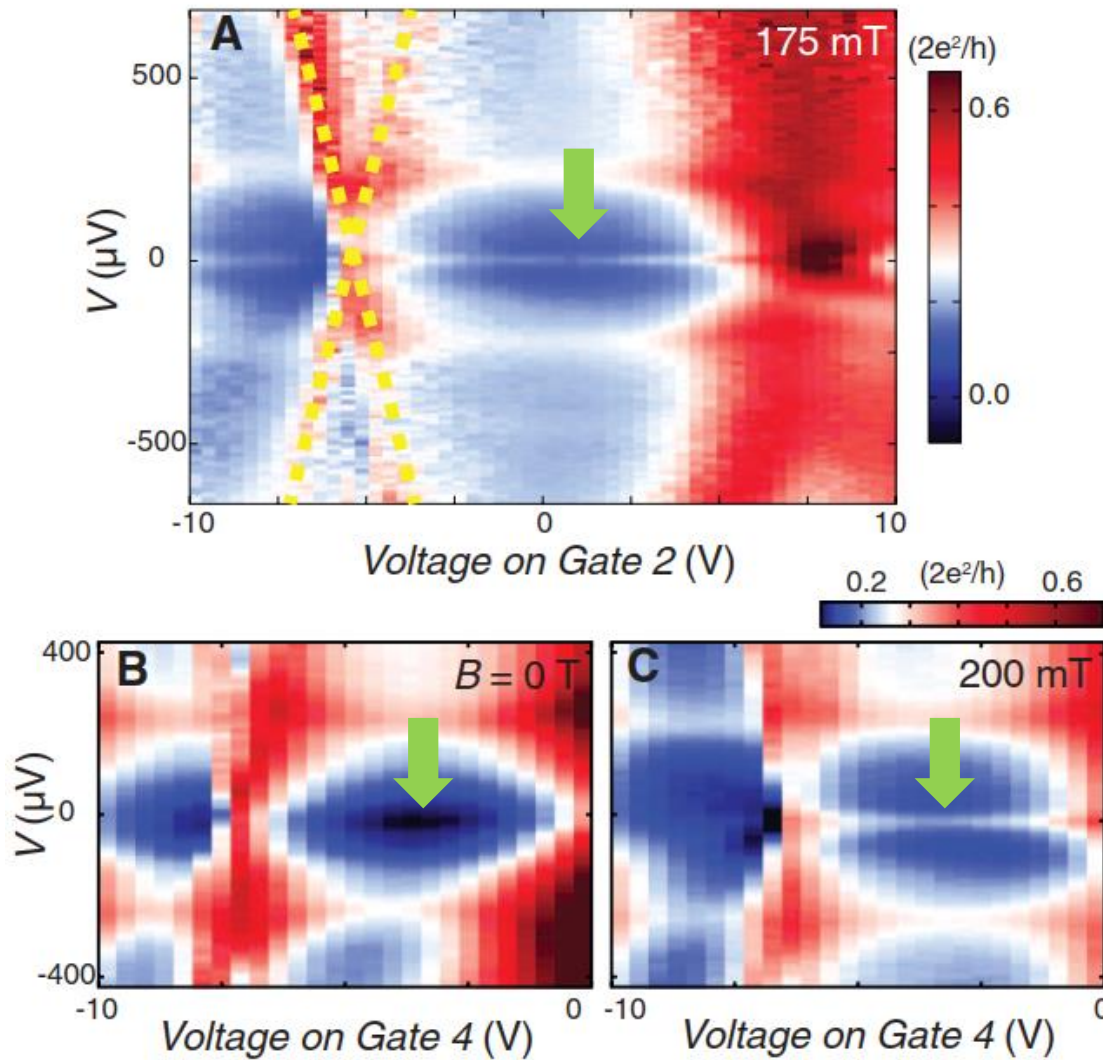 A
175 mT
(2e²/h)
500
0.6
V (µV)
0
0.0
-500
-10
0
10
Voltage on Gate 2 (V)
0.2
(2e²/h)
0.6
400
B
B = 0 T
C
200 mT
V (µV)
0
-400
-10
0
-10
0
Voltage on Gate 4 (V)
Voltage on Gate 4 (V)